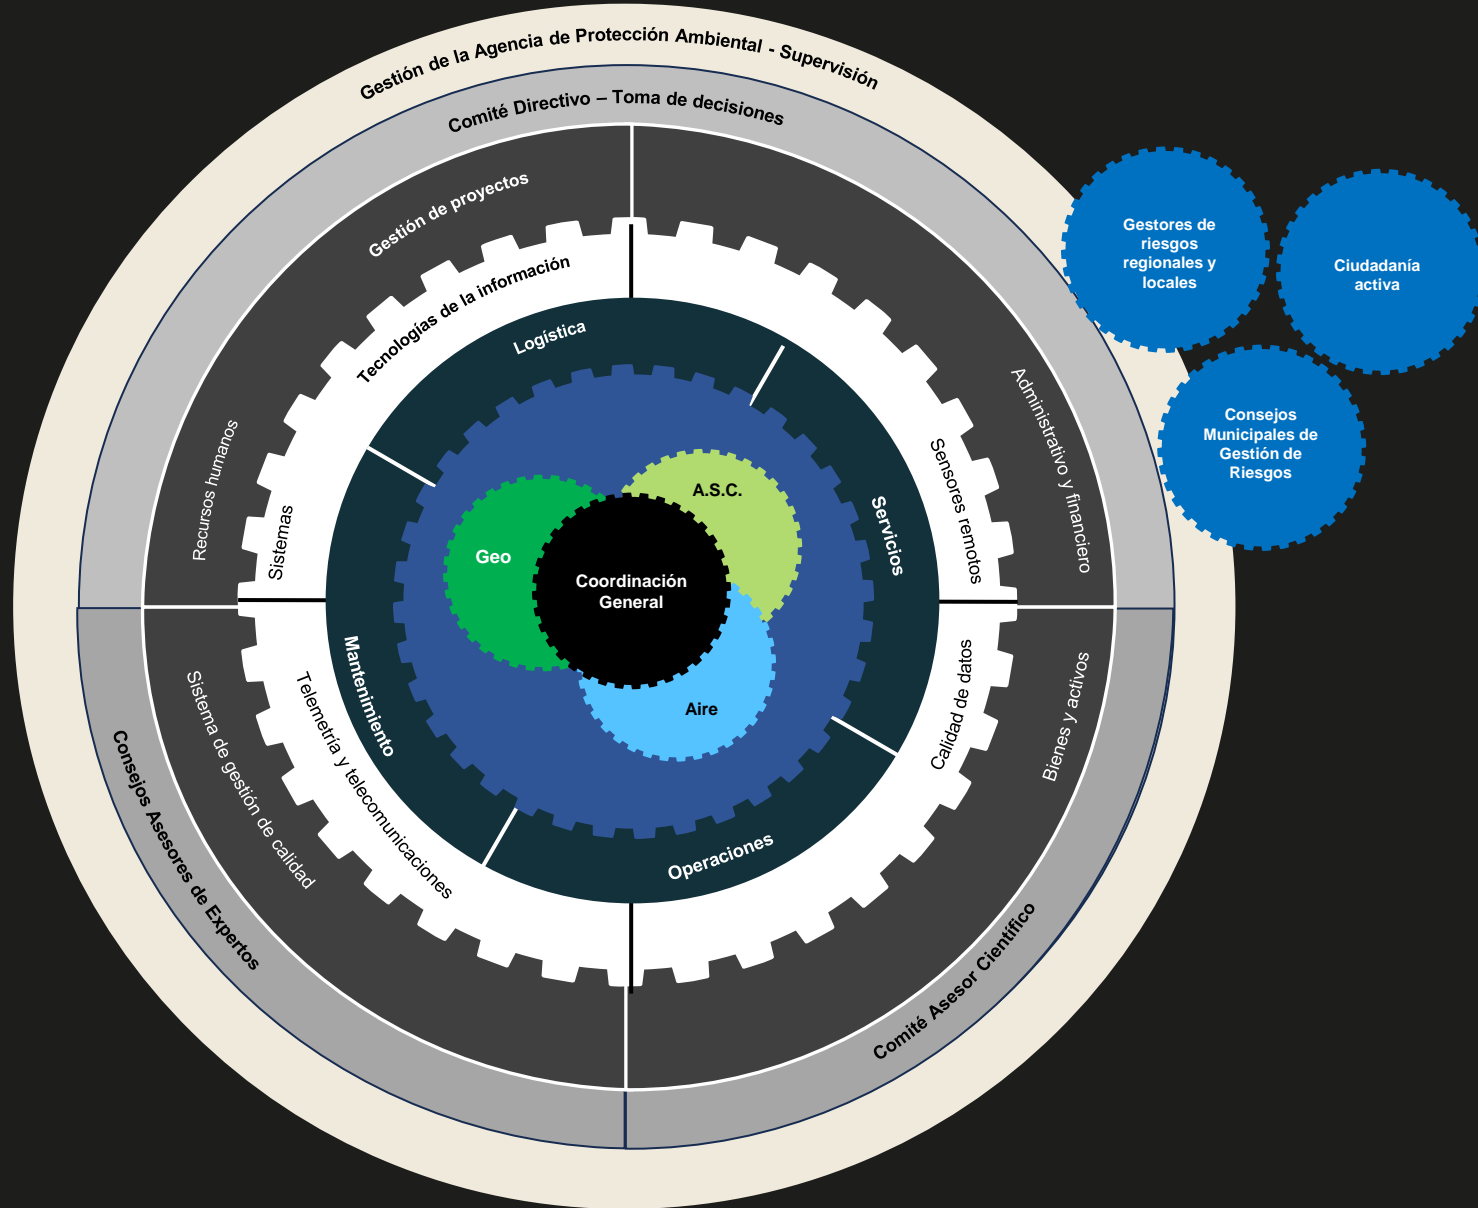 Gestión de la Agencia de Protección Ambiental - Supervisión
Comité Directivo – Toma de decisiones
Gestión de proyectos
Tecnologías de la información
Logística
Gestores de
riesgos
regionales y
locales
Ciudadanía
activa
Consejos
Municipales de
Gestión de
Riesgos
Recursos humanos
Sistemas
Administrativo y financiero
Sensores remotos
Servicios
A.S.C.
Geo
Coordinación
General
Aire
Mantenimiento
Telemetría y telecomunicaciones
Sistema de gestión de calidad
Consejos Asesores de Expertos
Operaciones
Calidad de datos
Bienes y activos
Comité Asesor Científico